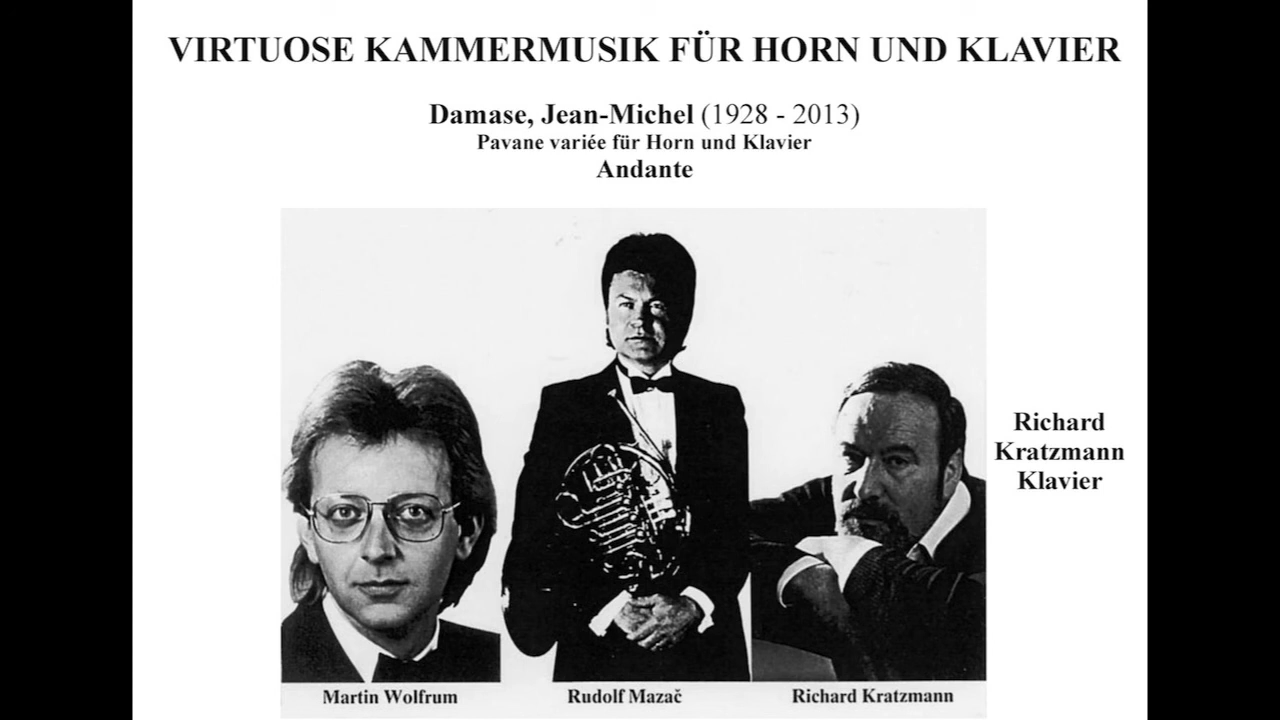 VIRTUOSE KAMMERMUSIK FÜR HORN UND KLAVIER
Damase, Jean-Michel (1928 - 2013)
Pavane variée für Horn und Klavier
Andante
Richard
Kratzmann
Klavier
Martin Wolfrum
Rudolf Mazač
Richard Kratzmann